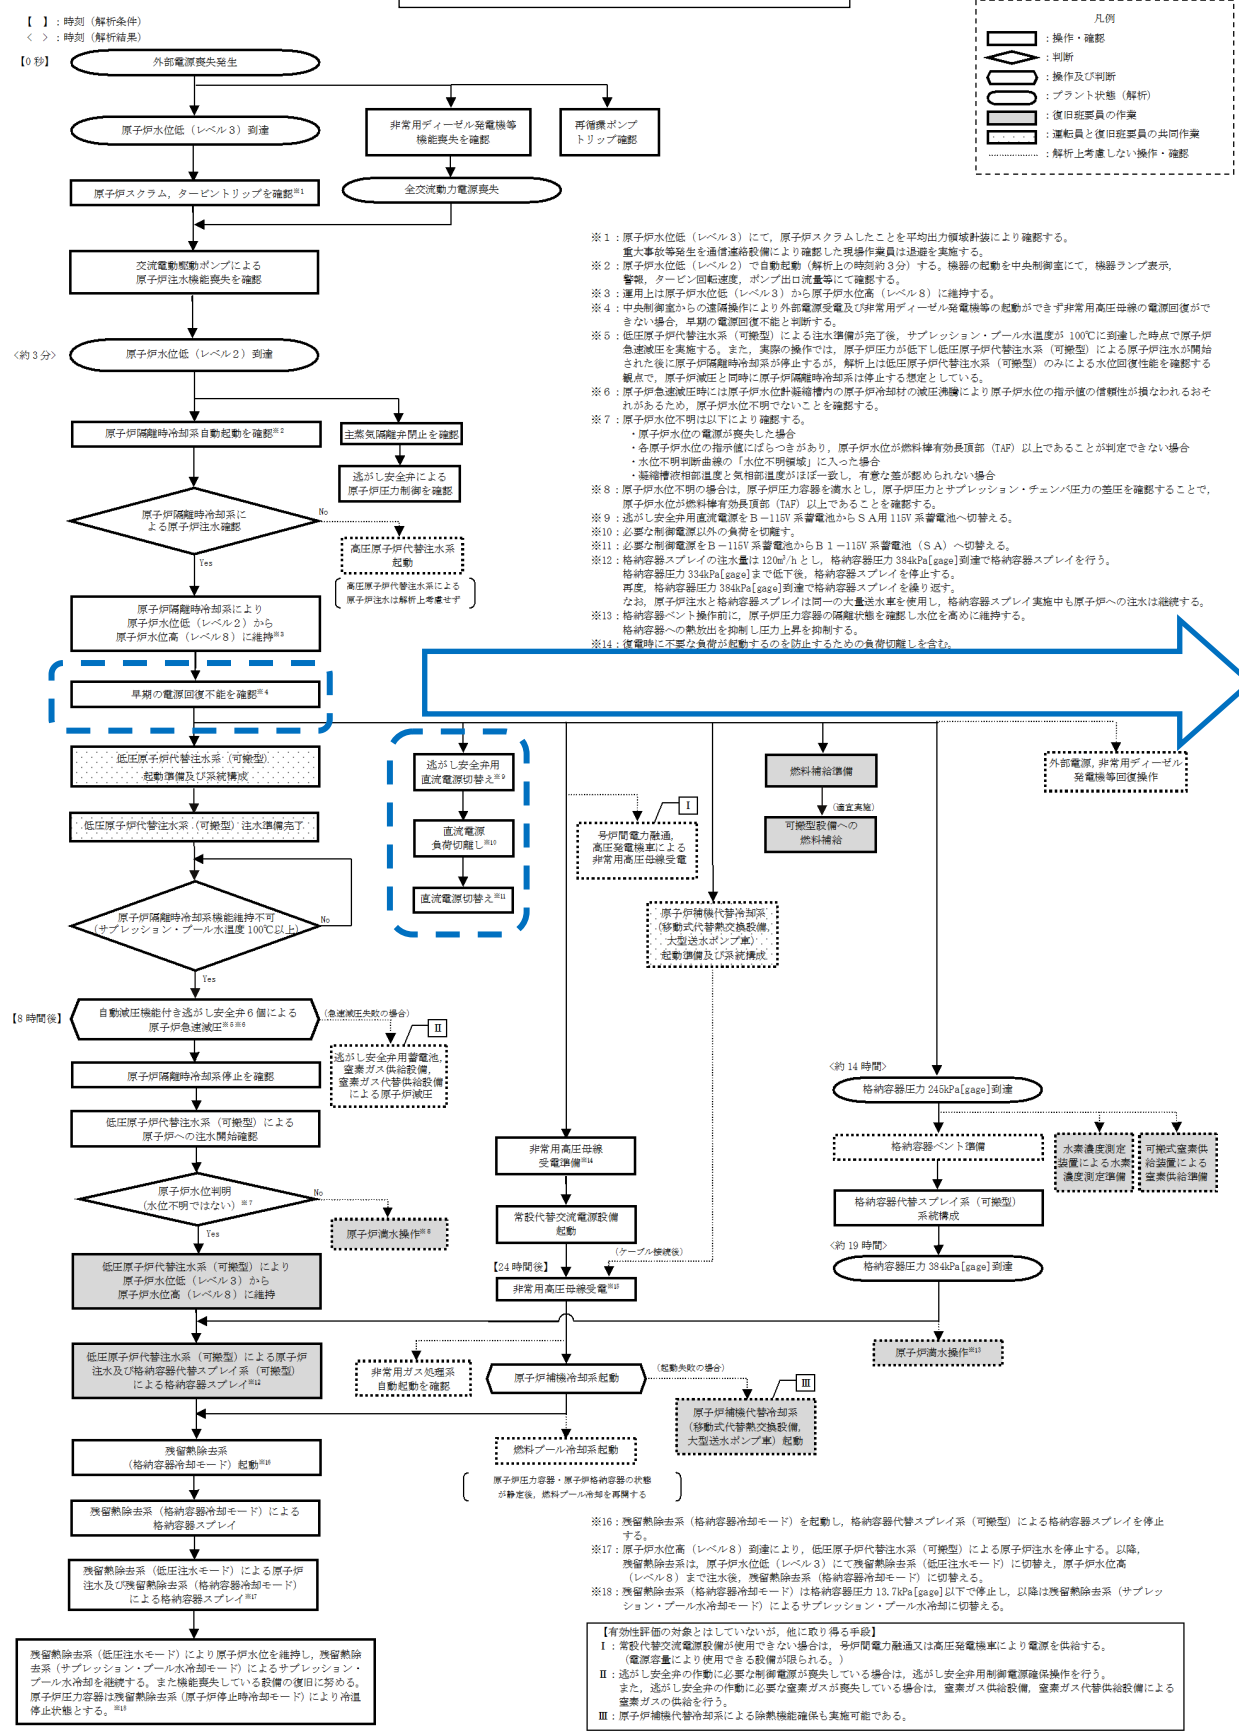 【　】：時刻（解析条件）
＜　＞：時刻（解析結果）
凡例
：操作・確認
：判断
：操作及び判断
：プラント状態（解析）
：復旧班要員の作業
：運転員と復旧班要員の共同作業
：解析上考慮しない操作・確認
【0秒】
外部電源喪失発生
原子炉水位低（レベル３）到達
非常用ディーゼル発電機等
機能喪失を確認
再循環ポンプ
トリップ確認
原子炉スクラム，タービントリップを確認※1
全交流動力電源喪失
交流電動駆動ポンプによる
原子炉注水機能喪失を確認
<約３分>
原子炉水位低（レベル２）到達
原子炉隔離時冷却系自動起動を確認※2
主蒸気隔離弁閉止を確認
逃がし安全弁による
原子炉圧力制御を確認
原子炉隔離時冷却系に
よる原子炉注水確認
No
Yes
高圧原子炉代替注水系
起動
高圧原子炉代替注水系による
原子炉注水は解析上考慮せず
原子炉隔離時冷却系により
原子炉水位低（レベル２）から
原子炉水位高（レベル８）に維持※3
早期の電源回復不能を確認※4
※１：原子炉水位低（レベル３）にて，原子炉スクラムしたことを平均出力領域計装により確認する。
重大事故等発生を通信連絡設備により確認した現場作業員は退避を実施する。
※２：原子炉水位低（レベル２）で自動起動（解析上の時刻約３分）する。機器の起動を中央制御室にて，機器ランプ表示，
警報，タービン回転速度，ポンプ出口流量等にて確認する。
※３：運用上は原子炉水位低（レベル３）から原子炉水位高（レベル８）に維持する。
※４：中央制御室からの遠隔操作により外部電源受電及び非常用ディーゼル発電機等の起動ができず非常用高圧母線の電源回復がで
きない場合，早期の電源回復不能と判断する。
※５：低圧原子炉代替注水系（可搬型）による注水準備が完了後，サプレッション・プール水温度が 100℃に到達した時点で原子炉
急速減圧を実施する。また，実際の操作では，原子炉圧力が低下し低圧原子炉代替注水系（可搬型）による原子炉注水が開始
された後に原子炉隔離時冷却系が停止するが，解析上は低圧原子炉代替注水系（可搬型）のみによる水位回復性能を確認する
観点で，原子炉減圧と同時に原子炉隔離時冷却系は停止する想定としている。
※６：原子炉急速減圧時には原子炉水位計凝縮槽内の原子炉冷却材の減圧沸騰により原子炉水位の指示値の信頼性が損なわれるおそ
れがあるため，原子炉水位不明でないことを確認する。
※７：原子炉水位不明は以下により確認する。
・原子炉水位の電源が喪失した場合
・各原子炉水位の指示値にばらつきがあり，原子炉水位が燃料棒有効長頂部（TAF）以上であることが判定できない場合
・水位不明判断曲線の「水位不明領域」に入った場合
・凝縮槽液相部温度と気相部温度がほぼ一致し，有意な差が認められない場合
※８：原子炉水位不明の場合は，原子炉圧力容器を満水とし，原子炉圧力とサプレッション・チェンバ圧力の差圧を確認することで，
原子炉水位が燃料棒有効長頂部（TAF）以上であることを確認する。
※９：逃がし安全弁用直流電源をＢ－115V 系蓄電池からＳＡ用 115V 系蓄電池へ切替える。
※10：必要な制御電源以外の負荷を切離す。
※11：必要な制御電源をＢ－115V 系蓄電池からＢ１－115V 系蓄電池（ＳＡ）へ切替える。
※12：格納容器スプレイの注水量は 120m³/h とし，格納容器圧力 384kPa[gage]到達で格納容器スプレイを行う。
格納容器圧力 334kPa[gage]まで低下後，格納容器スプレイを停止する。
再度，格納容器圧力 384kPa[gage]到達で格納容器スプレイを繰り返す。
なお，原子炉注水と格納容器スプレイは同一の大量送水車を使用し，格納容器スプレイ実施中も原子炉への注水は継続する。
※13：格納容器ベント操作前に，原子炉圧力容器の隔離状態を確認し水位を高めに維持する。
格納容器への熱放出を抑制し圧力上昇を抑制する。
※14：復電時に不要な負荷が起動するのを防止するための負荷切離しを含む。
低圧原子炉代替注水系（可搬型）
起動準備及び系統構成
低圧原子炉代替注水系（可搬型）注水準備完了
逃がし安全弁用
直流電源切替え※9
直流電源
負荷切離し※10
直流電源切替え※11
Ⅰ
号炉間電力融通，
高圧発電機車による
非常用高圧母線受電
燃料補給準備
（適宜実施）
可搬型設備への
燃料補給
外部電源，非常用ディーゼル
発電機等回復操作
原子炉補機代替冷却系
（移動式代替熱交換設備，
大型送水ポンプ車）
起動準備及び系統構成
原子炉隔離時冷却系機能維持不可
（サプレッション・プール水温度 100℃以上）
No
Yes
【8 時間後】
自動減圧機能付き逃がし安全弁６個による
原子炉急速減圧※5※6
（急速減圧失敗の場合）
Ⅱ
逃がし安全弁用蓄電池，
窒素ガス供給設備，
窒素ガス代替供給設備
による原子炉減圧
原子炉隔離時冷却系停止を確認
低圧原子炉代替注水系（可搬型）による
原子炉への注水開始確認
原子炉水位判明
（水位不明ではない）※7
No
Yes
原子炉満水操作※8
低圧原子炉代替注水系（可搬型）により
原子炉水位低（レベル３）から
原子炉水位高（レベル８）に維持
<約 14 時間>
格納容器圧力 245kPa[gage]到達
格納容器ベント準備
水素濃度測定
装置による水素
濃度測定準備
可搬式窒素供
給装置による
窒素供給準備
格納容器代替スプレイ系（可搬型）
系統構成
<約 19 時間>
格納容器圧力 384kPa[gage]到達
原子炉満水操作※13
非常用高圧母線
受電準備※14
常設代替交流電源設備
起動
（ケーブル接続後）
【24 時間後】
非常用高圧母線受電※15
低圧原子炉代替注水系（可搬型）による原子炉
注水及び格納容器代替スプレイ系（可搬型）
による格納容器スプレイ※12
非常用ガス処理系
自動起動を確認
原子炉補機冷却系起動
（起動失敗の場合）
Ⅲ
原子炉補機代替冷却系
（移動式代替熱交換設備，
大型送水ポンプ車）起動
燃料プール冷却系起動
原子炉圧力容器・原子炉格納容器の状態
が静定後，燃料プール冷却を再開する
残留熱除去系
（格納容器冷却モード）起動※16
残留熱除去系（格納容器冷却モード）による
格納容器スプレイ
残留熱除去系（低圧注水モード）による原子炉
注水及び残留熱除去系（格納容器冷却モード）
による格納容器スプレイ※17
残留熱除去系（低圧注水モード）により原子炉水位を維持し，残留熱除
去系（サプレッション・プール水冷却モード）によるサプレッション・
プール水冷却を継続する。また機能喪失している設備の復旧に努める。
原子炉圧力容器は残留熱除去系（原子炉停止時冷却モード）により冷温
停止状態とする。※18
※16：残留熱除去系（格納容器冷却モード）を起動し，格納容器代替スプレイ系（可搬型）による格納容器スプレイを停止
する。
※17：原子炉水位高（レベル８）到達により，低圧原子炉代替注水系（可搬型）による原子炉注水を停止する。以降，
残留熱除去系は，原子炉水位低（レベル３）にて残留熱除去系（低圧注水モード）に切替え，原子炉水位高
（レベル８）まで注水後，残留熱除去系（格納容器冷却モード）に切替える。
※18：残留熱除去系（格納容器冷却モード）は格納容器圧力 13.7kPa[gage]以下で停止し，以降は残留熱除去系（サプレッ
ション・プール水冷却モード）によるサプレッション・プール水冷却に切替える。
【有効性評価の対象とはしていないが，他に取り得る手段】
Ⅰ：常設代替交流電源設備が使用できない場合は，号炉間電力融通又は高圧発電機車により電源を供給する。
（電源容量により使用できる設備が限られる。）
Ⅱ：逃がし安全弁の作動に必要な制御電源が喪失している場合は，逃がし安全弁用制御電源確保操作を行う。
また，逃がし安全弁の作動に必要な窒素ガスが喪失している場合は，窒素ガス供給設備，窒素ガス代替供給設備による
窒素ガスの供給を行う。
Ⅲ：原子炉補機代替冷却系による除熱機能確保も実施可能である。